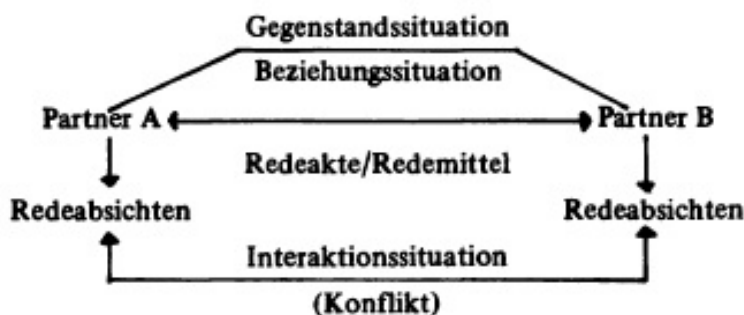 Gegenstandssituation
Beziehungssituation
Partner A Partner B
Redeakte/Redemittel
Redeabsichten Redeabsichten
Interaktionssituation
(Konflikt)